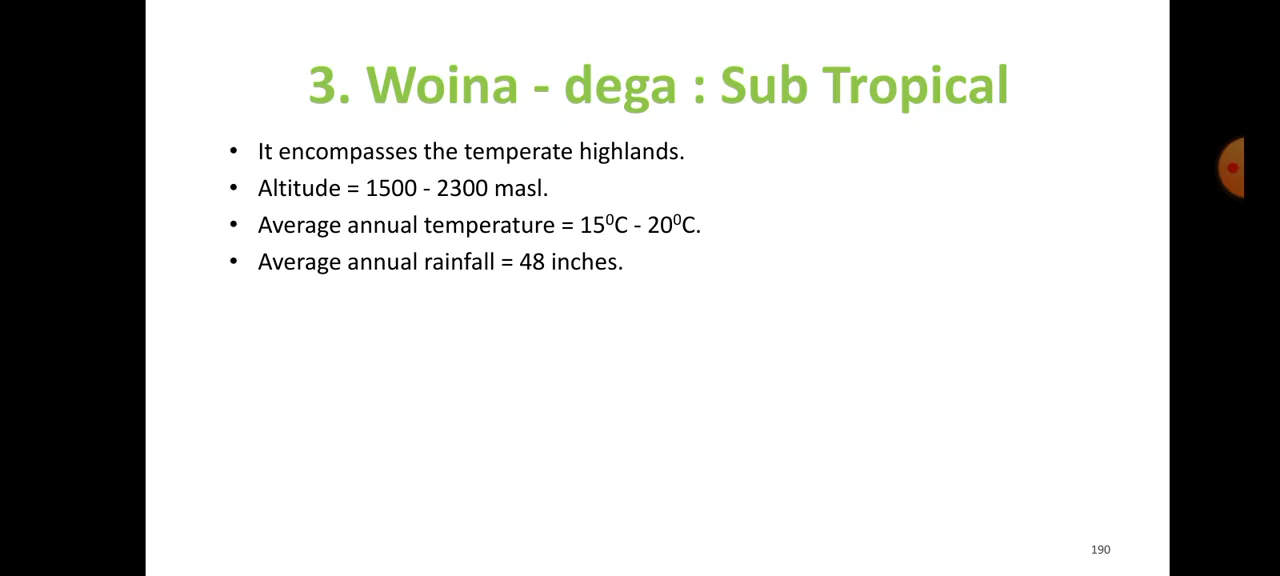 3. Woina - dega : Sub Tropical
• It encompasses the temperate highlands.
• Altitude = 1500 - 2300 masl.
• Average annual temperature = 15⁰C - 20⁰C.
• Average annual rainfall = 48 inches.
190